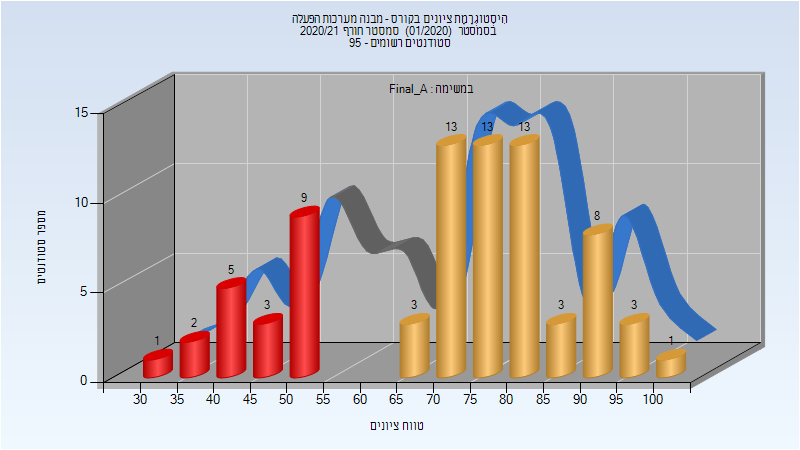 היסטוגרמת ציונים בקורס - מבנה מערכות הפעלה
בסמסטר (01/2020) סמסטר חורף 2020/21
סטודנטים רשומים - 95
במשימה : Final_A
מספר סטודנטים
15
10
5
0
1
2
5
3
9
3
13
13
13
3
8
3
1
30 35 40 45 50 55 60 65 70 75 80 85 90 95 100
טווח ציונים